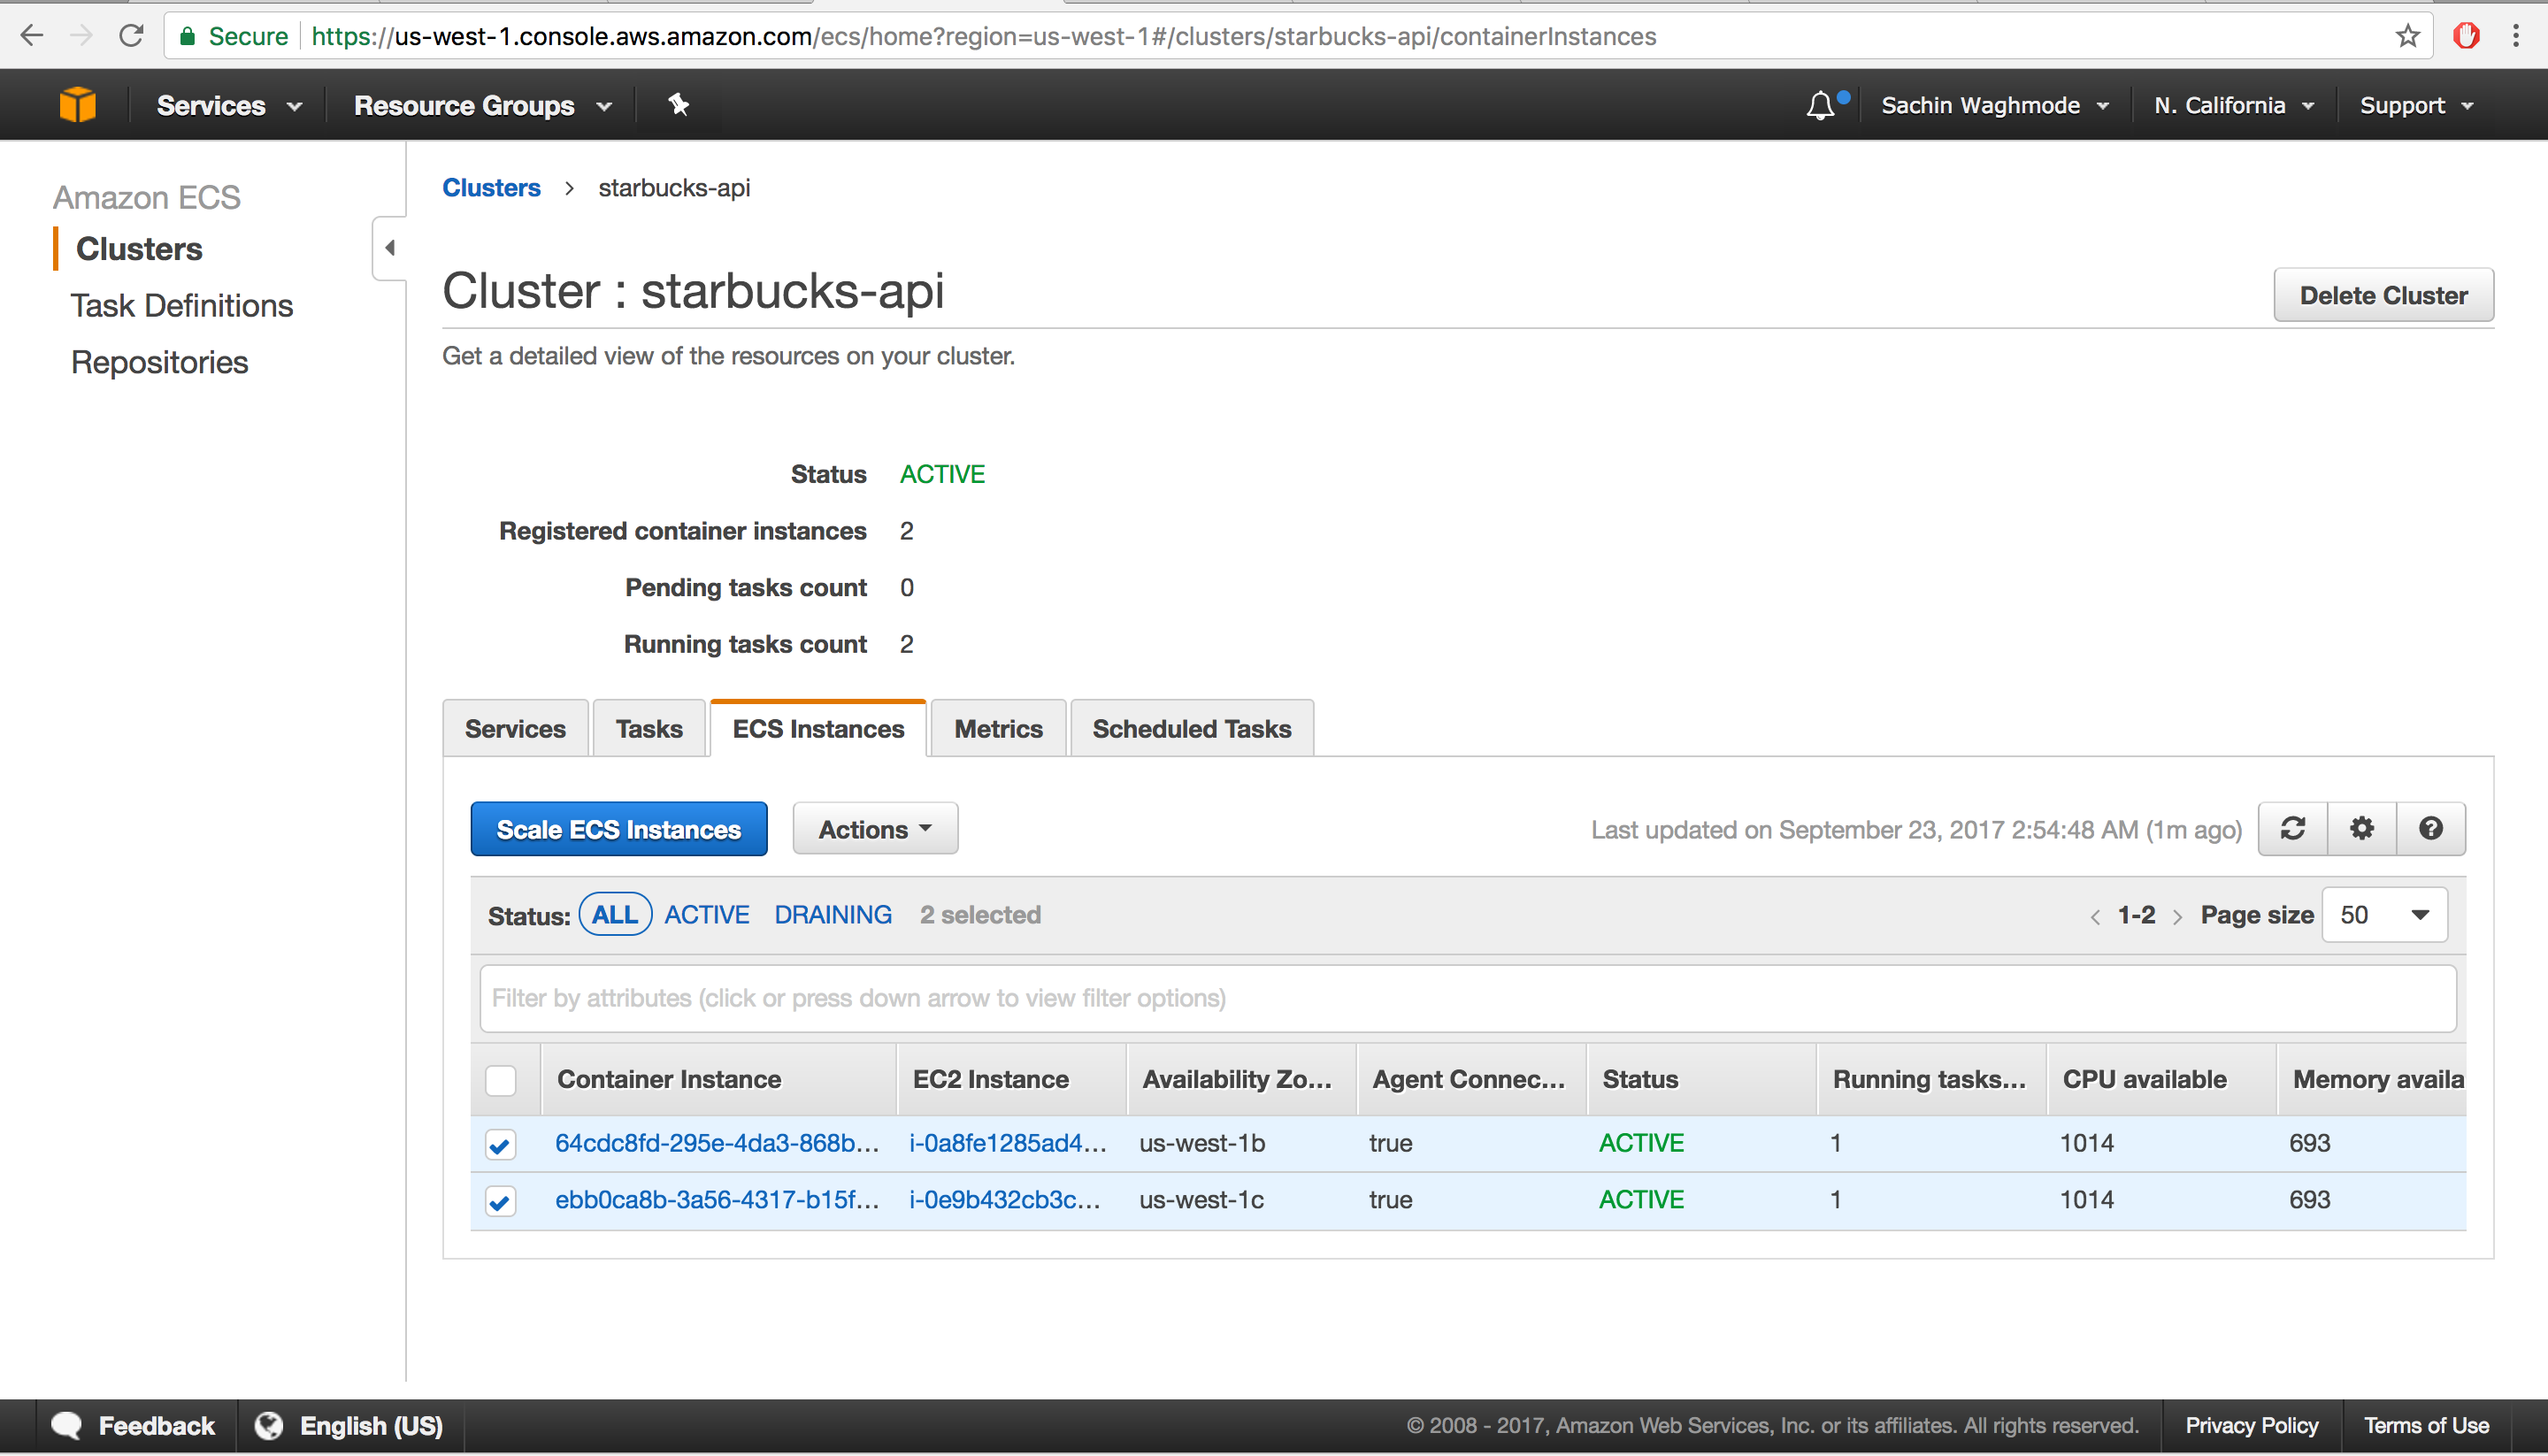 Secure https://us-west-1.console.aws.amazon.com/ecs/home?region=us-west-1#/clusters/starbucks-api/containerInstances
Services Resource Groups Sachin Waghmode N. California Support
Amazon ECS
Clusters
Task Definitions
Repositories
Clusters > starbucks-api
Cluster : starbucks-api Delete Cluster
Get a detailed view of the resources on your cluster.
Status ACTIVE
Registered container instances 2
Pending tasks count 0
Running tasks count 2
Services Tasks ECS Instances Metrics Scheduled Tasks
Scale ECS Instances Actions Last updated on September 23, 2017 2:54:48 AM (1m ago)
Status: ALL ACTIVE DRAINING 2 selected < 1-2 > Page size 50
Filter by attributes (click or press down arrow to view filter options)
Container Instance EC2 Instance Availability Zo... Agent Connec... Status Running tasks... CPU available Memory availa
64cdc8fd-295e-4da3-868b... i-0a8fe1285ad4... us-west-1b true ACTIVE 1 1014 693
ebb0ca8b-3a56-4317-b15f... i-0e9b432cb3c... us-west-1c true ACTIVE 1 1014 693
Feedback English (US) © 2008 - 2017, Amazon Web Services, Inc. or its affiliates. All rights reserved. Privacy Policy Terms of Use